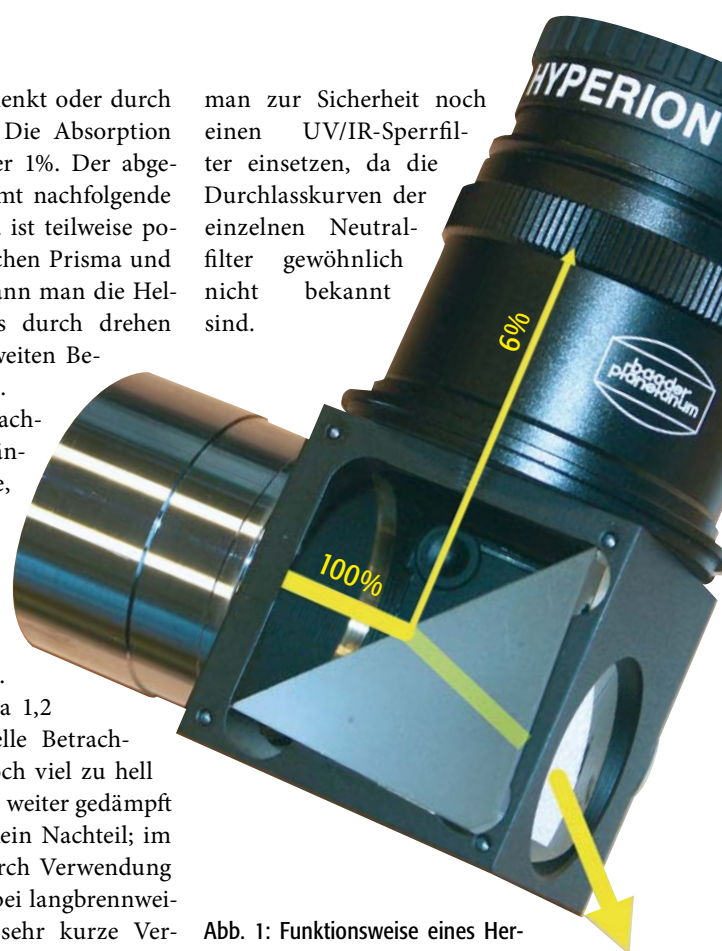 enkt oder durch
Die Absorption
er 1%. Der abge-
mt nachfolgende
ist teilweise po-
chen Prisma und
ann man die Hel-
s durch drehen
weiten Be-
.
ach-
än-
e,
.
a 1,2
elle Betrach-
och viel zu hell
weiter gedämpft
kein Nachteil; im
rch Verwendung
bei langbrennwei-
sehr kurze Ver-
man zur Sicherheit noch
einen UV/IR-Sperrfil-
ter einsetzen, da die
Durchlasskurven der
einzelnen Neutral-
filter gewöhnlich
nicht bekannt
sind.
HYPERION
6%
baader
planetarium
100%
Abb. 1: Funktionsweise eines Her-